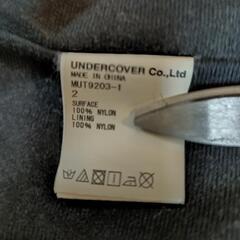 UNDERCOVER Co.,Ltd
MADE IN CHINA
MUT9203-1
2
SURFACE
100% NYLON
LINING
100% NYLON